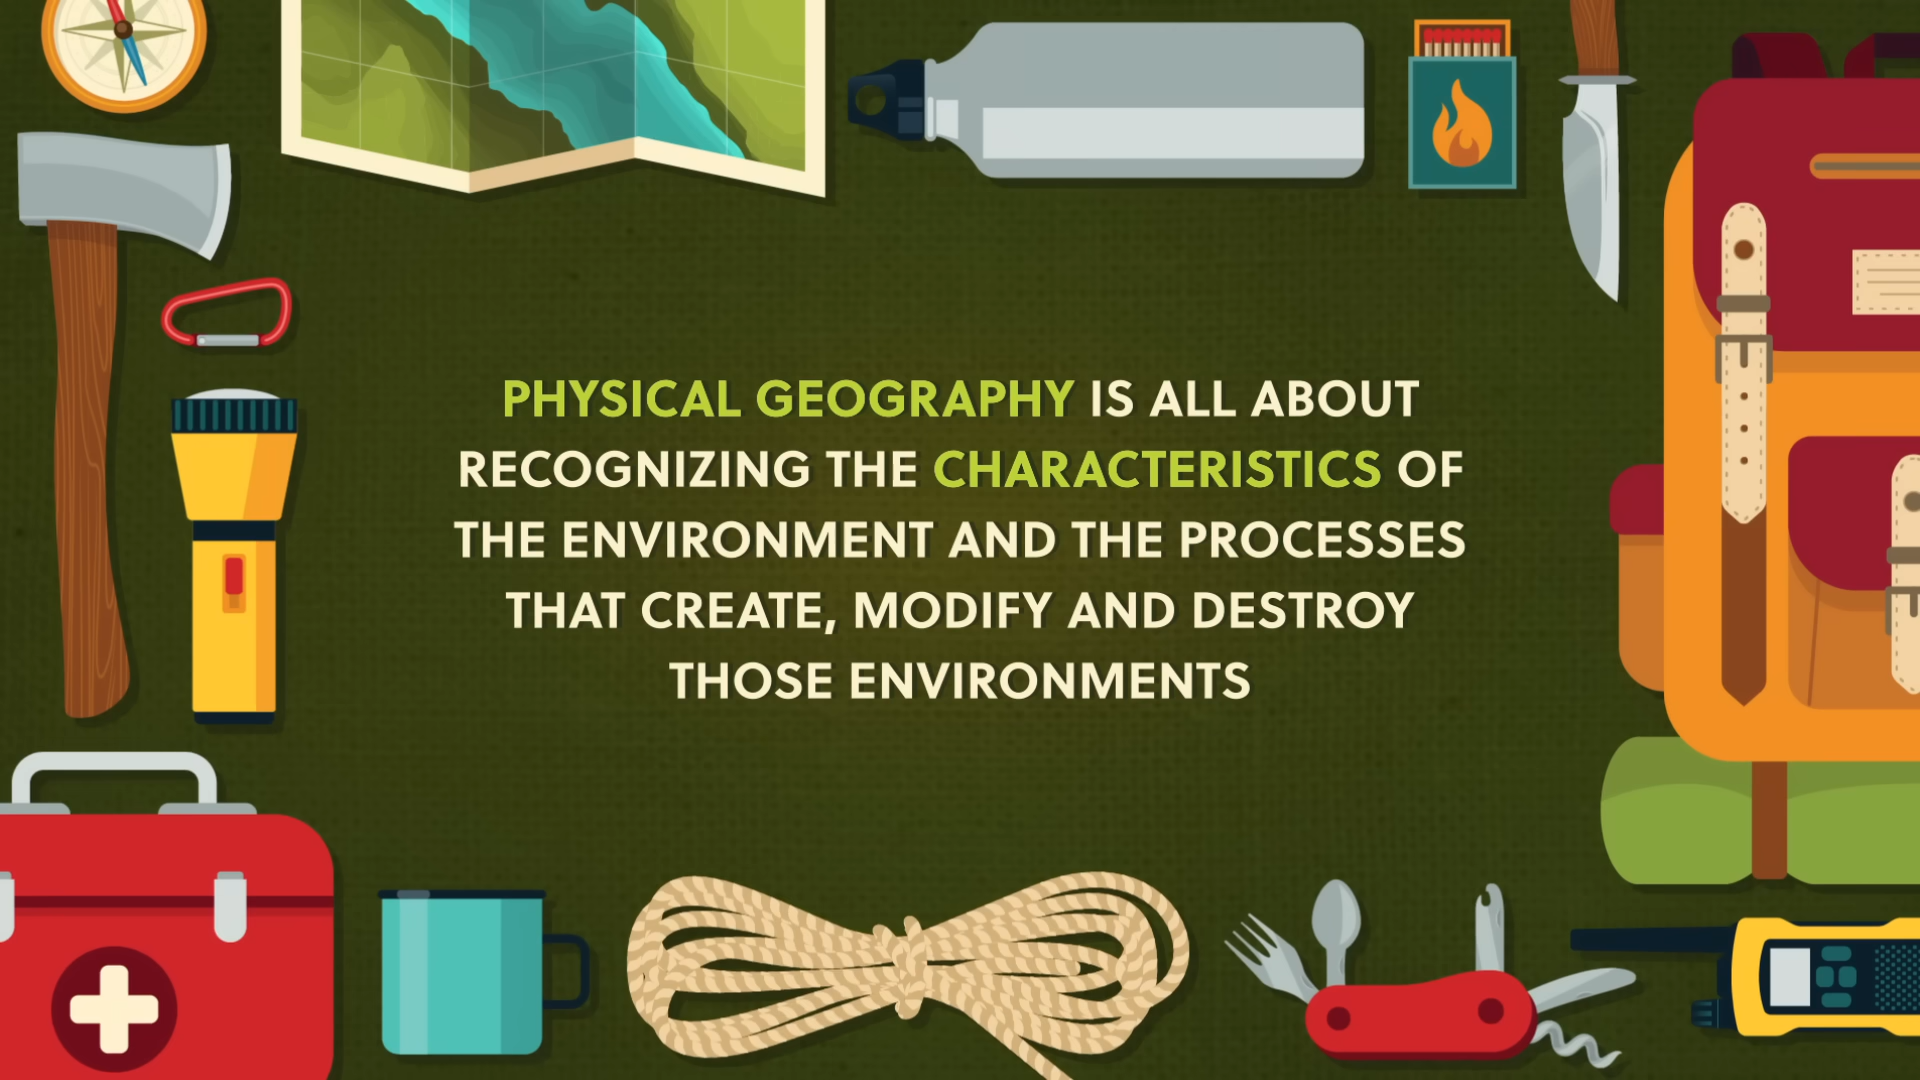 PHYSICAL GEOGRAPHY IS ALL ABOUT
RECOGNIZING THE CHARACTERISTICS OF
THE ENVIRONMENT AND THE PROCESSES
THAT CREATE, MODIFY AND DESTROY
THOSE ENVIRONMENTS